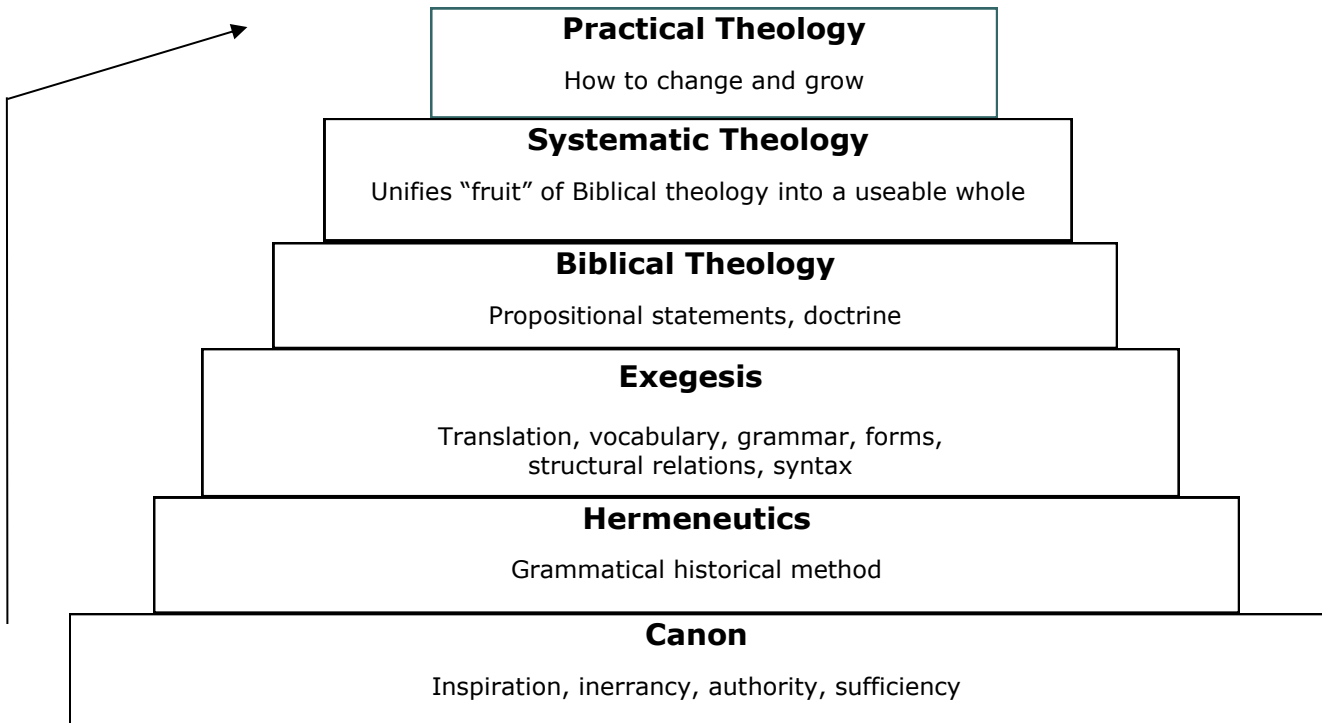 Practical Theology
How to change and grow
Systematic Theology
Unifies “fruit” of Biblical theology into a useable whole
Biblical Theology
Propositional statements, doctrine
Exegesis
Translation, vocabulary, grammar, forms,
structural relations, syntax
Hermeneutics
Grammatical historical method
Canon
Inspiration, inerrancy, authority, sufficiency